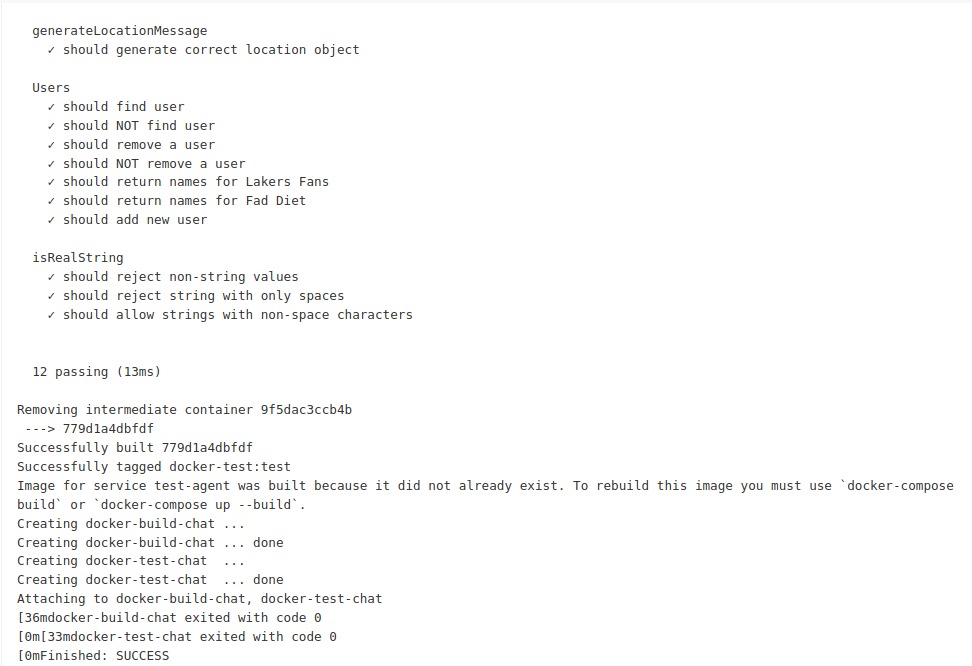 generateLocationMessage
✓ should generate correct location object
Users
✓ should find user
✓ should NOT find user
✓ should remove a user
✓ should NOT remove a user
✓ should return names for Lakers Fans
✓ should return names for Fad Diet
✓ should add new user
isRealString
✓ should reject non-string values
✓ should reject string with only spaces
✓ should allow strings with non-space characters
12 passing (13ms)
Removing intermediate container 9f5dac3ccb4b
---> 779d1a4dbfdf
Successfully built 779d1a4dbfdf
Successfully tagged docker-test:test
Image for service test-agent was built because it did not already exist. To rebuild this image you must use `docker-compose
build` or `docker-compose up --build`.
Creating docker-build-chat ...
Creating docker-build-chat ... done
Creating docker-test-chat  ...
Creating docker-test-chat  ... done
Attaching to docker-build-chat, docker-test-chat
[36mdocker-build-chat exited with code 0
[0m[33mdocker-test-chat exited with code 0
[0mFinished: SUCCESS